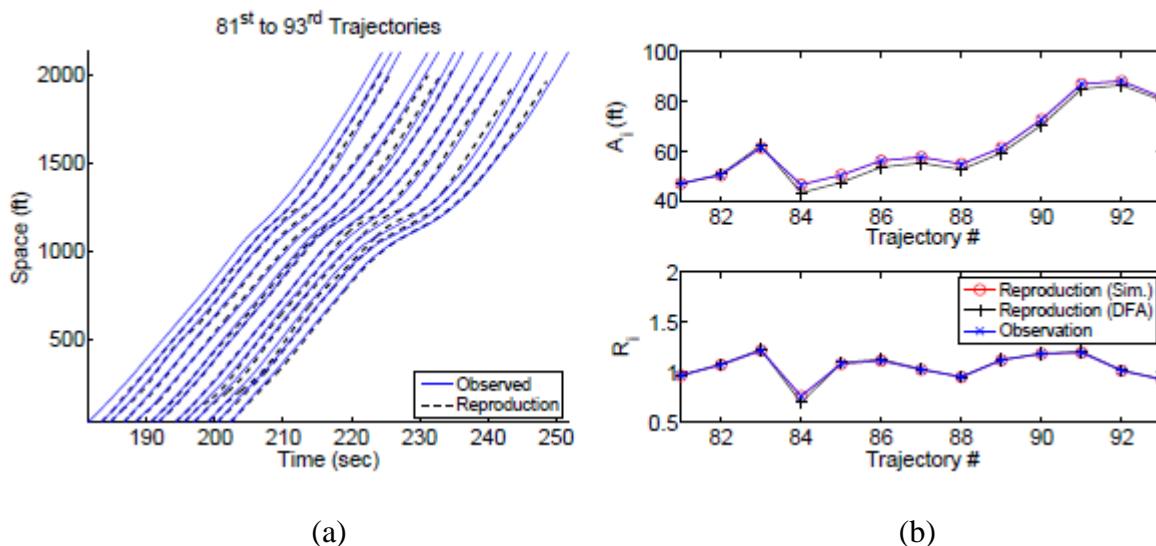 81st to 93rd Trajectories
Space (ft)
2000
1500
1000
500
190 200 210 220 230 240 250
Time (sec)
Observed
Reproduction
(a)
A_i (ft)
100
80
60
40
82 84 86 88 90 92
Trajectory #
R_i
2
1.5
1
0.5
82 84 86 88 90 92
Trajectory #
Reproduction (Sim.)
Reproduction (DFA)
Observation
(b)